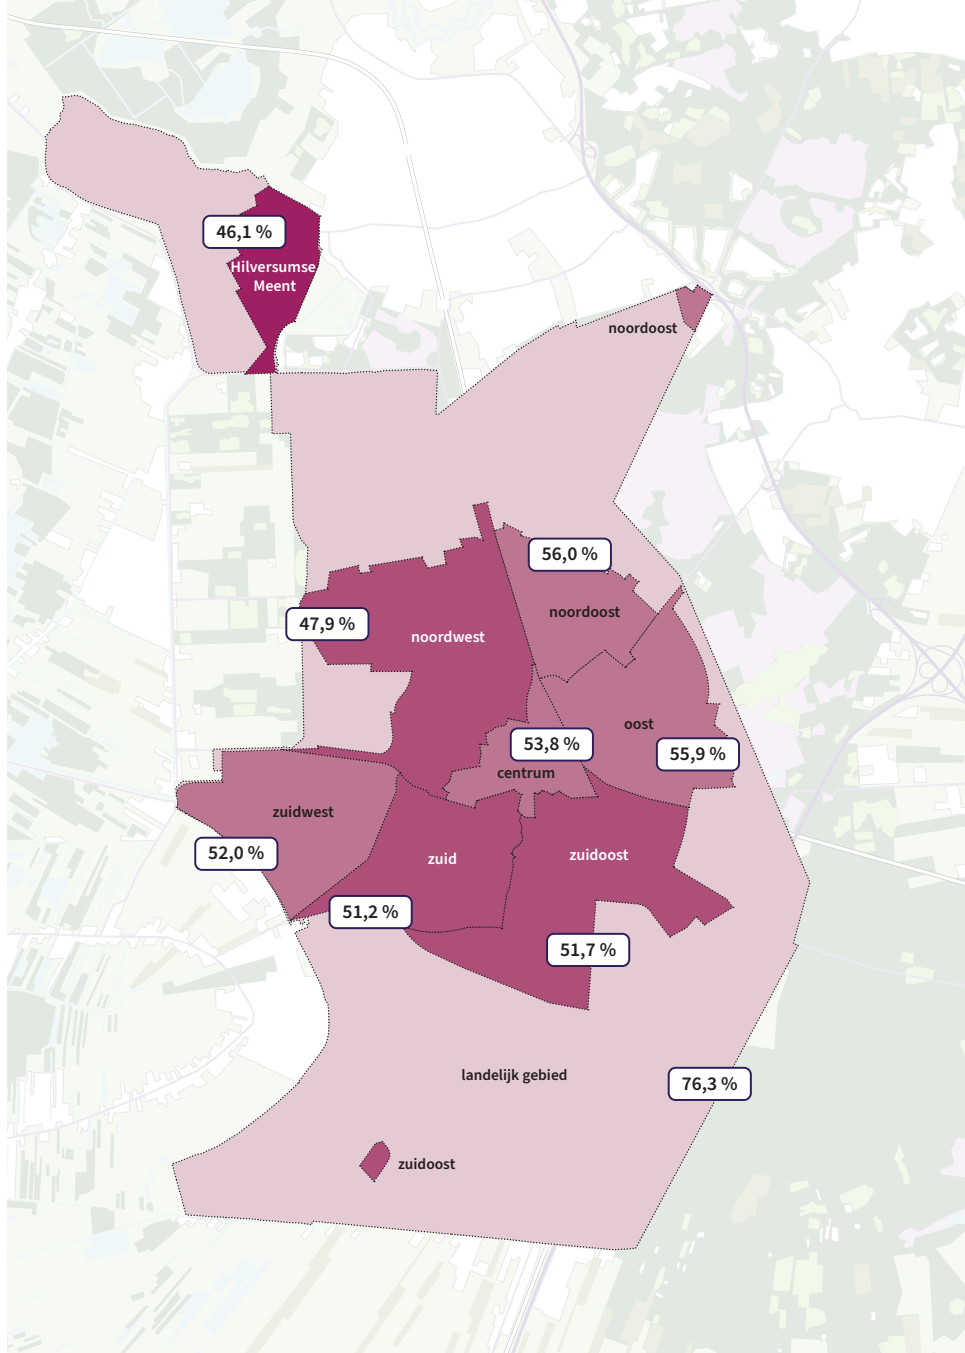 46,1 %
Hilversumse
Meent
noordoost
56,0 %
noordoost
47,9 %
noordwest
oost
53,8 %
55,9 %
centrum
zuidwest
52,0 %
zuid
zuidoost
51,2 %
51,7 %
landelijk gebied
76,3 %
zuidoost